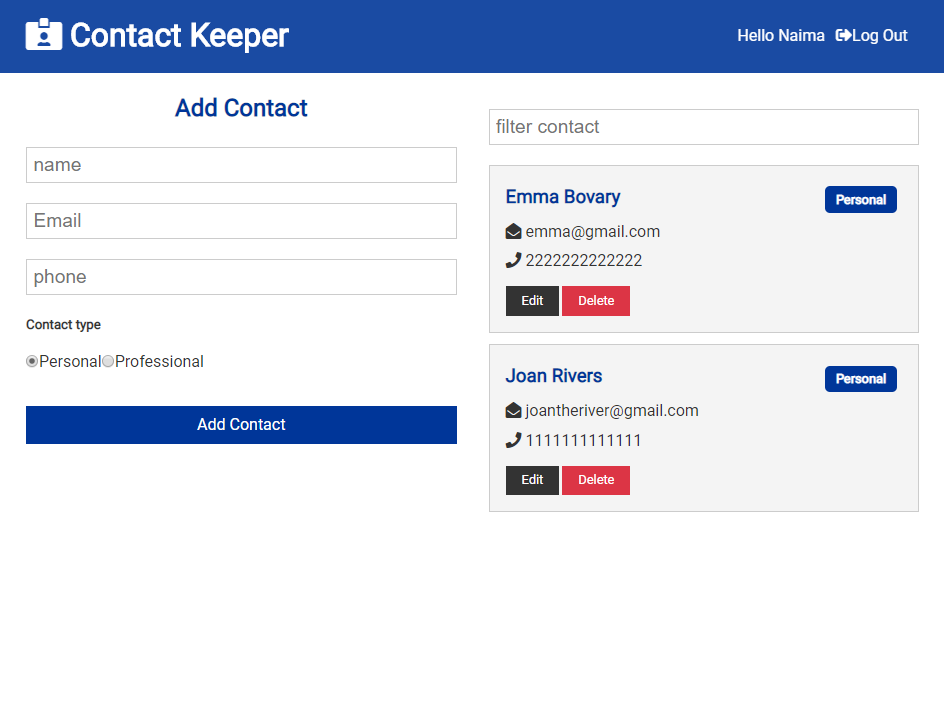 Contact Keeper
Hello Naima Log Out
Add Contact
name
Email
phone
Contact type
Personal Professional
Add Contact
filter contact
Emma Bovary
Personal
emma@gmail.com
2222222222222
Edit Delete
Joan Rivers
Personal
joantheriver@gmail.com
1111111111111
Edit Delete